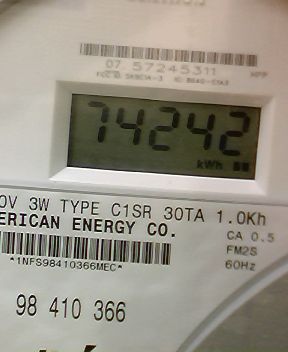 07 57245311
74242
kWh
0V 3W TYPE C1SR 30TA 1.0Kh
ERICAN ENERGY CO.
CA 0.5
FM2S
60Hz
*1NFS98410366MEC*
98 410 366